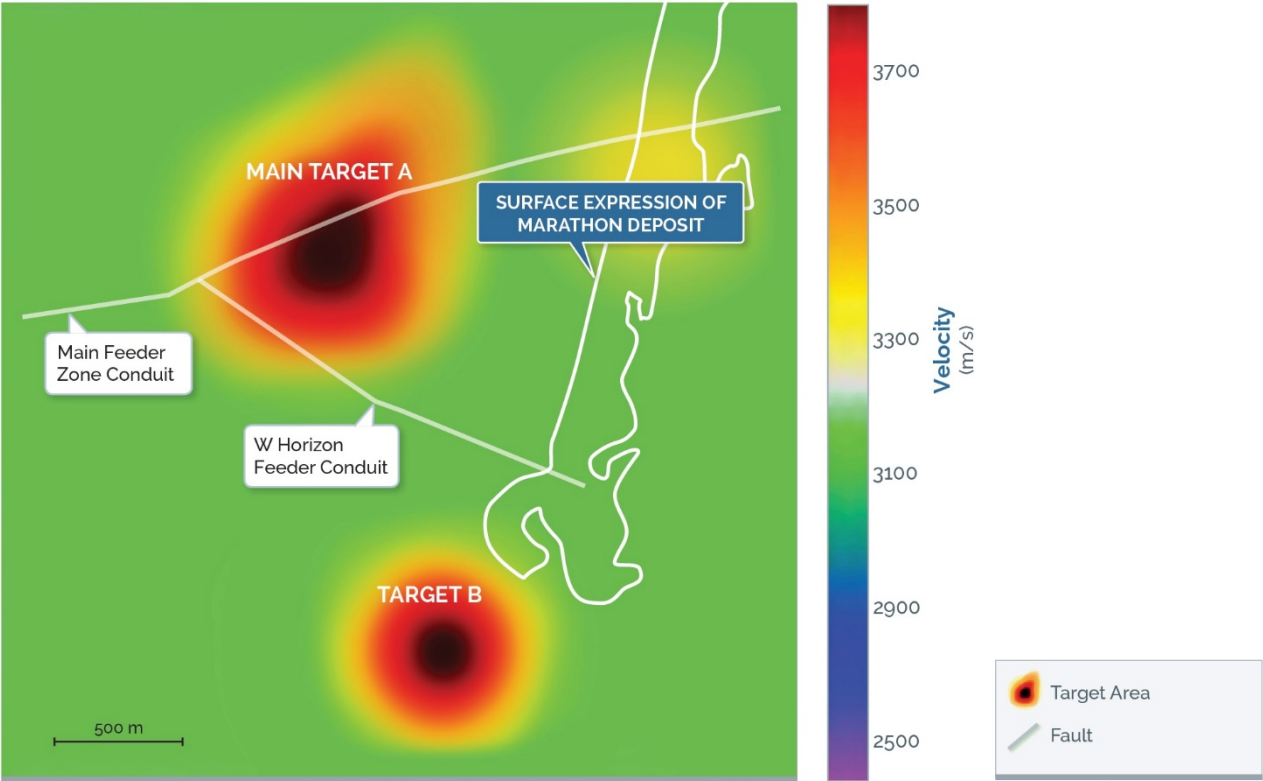 MAIN TARGET A
SURFACE EXPRESSION OF
MARATHON DEPOSIT
Main Feeder
Zone Conduit
W Horizon
Feeder Conduit
TARGET B
500 m
3700
3500
3300
3100
2900
2500
Velocity
(m/s)
Target Area
Fault